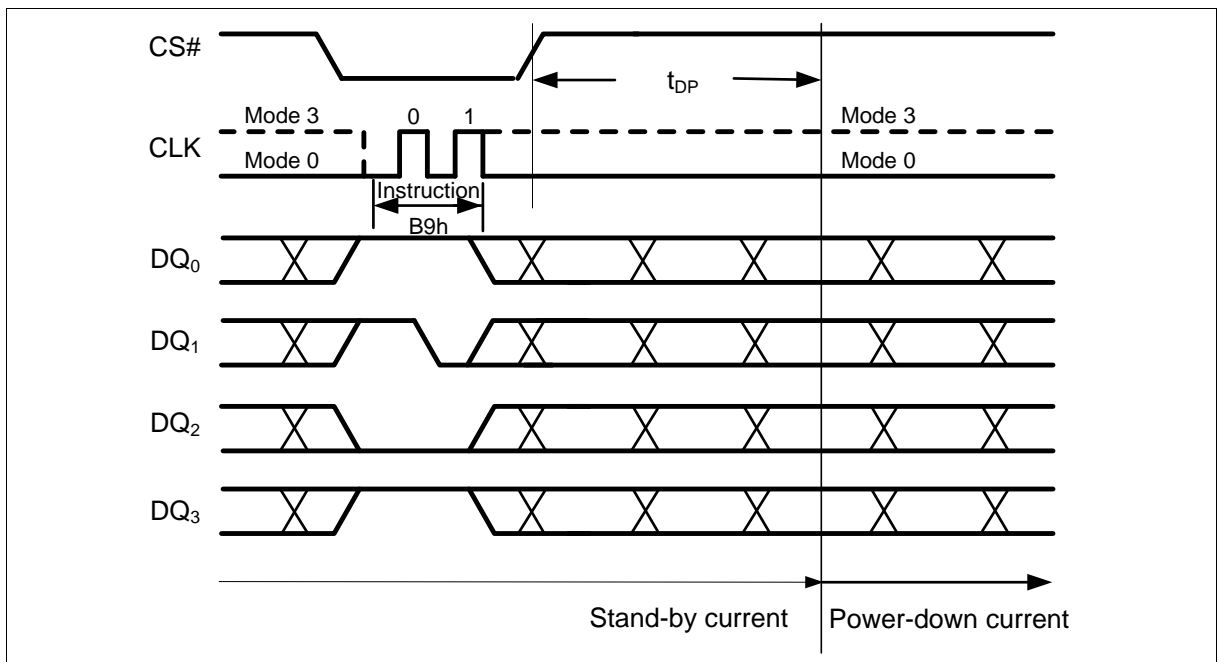 CS#
tDP
Mode 3 0 1 Mode 3
CLK
Mode 0 Mode 0
Instruction
B9h
DQ0
DQ1
DQ2
DQ3
Stand-by current Power-down current